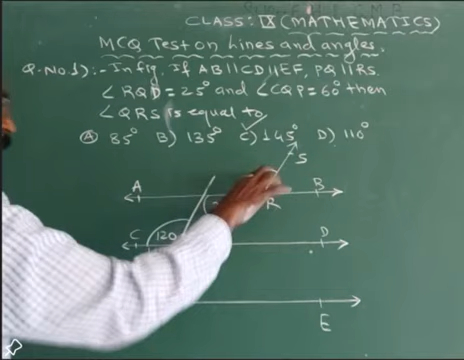 CLASS: IX (MATHEMATICS)
MCQ Test on Lines and angles.
Q.No.1):- In fig. If AB||CD||EF, PQ||RS.
∠RQD = 25° and ∠CQP = 60° then
∠QRS is equal to
A) 85° B) 135° C) 145° D) 110°
S
A B
R
C 120 D
E